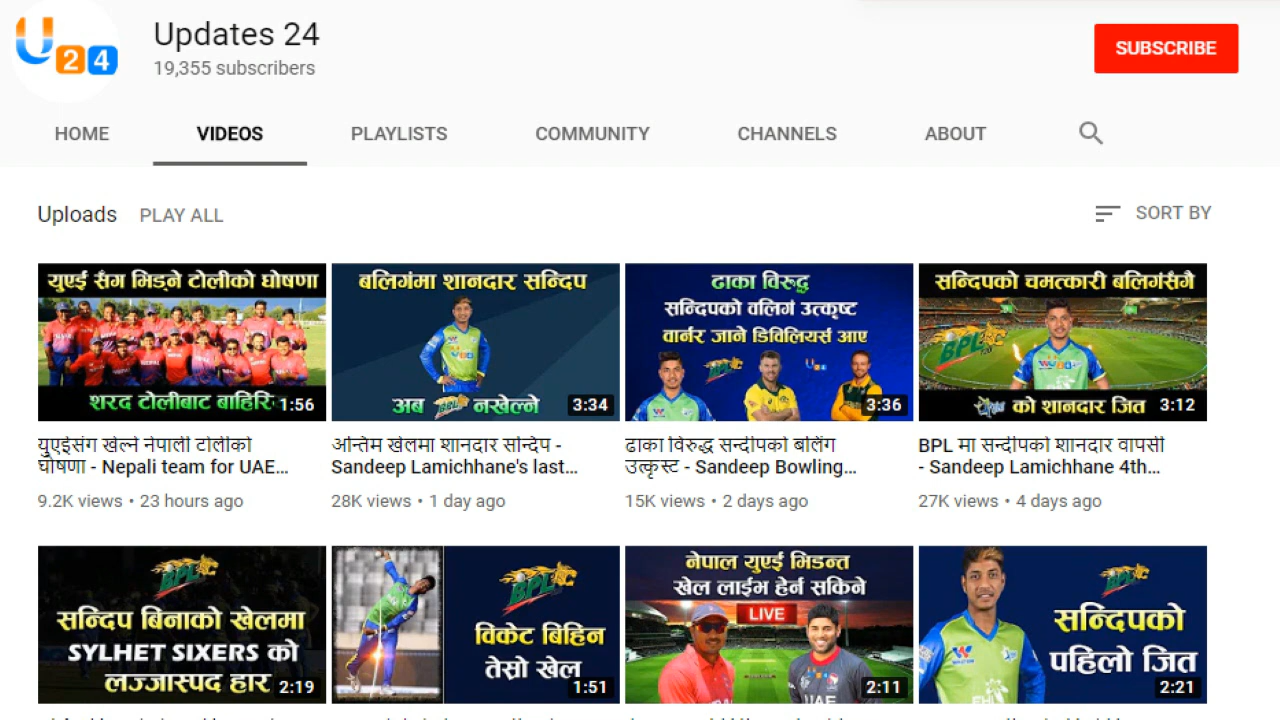 U24
Updates 24
19,355 subscribers
SUBSCRIBE
HOME VIDEOS PLAYLISTS COMMUNITY CHANNELS ABOUT
Uploads PLAY ALL SORT BY
युएई सँग भिड्ने टोलीको घोषणा
शरद टोलीबाट बाहिरि
1:56
बलिगंमा शानदार सन्दिप
अब BPL नखेल्ने
3:34
ढाका विरुद्ध
सन्दिपको वलिगं उत्कृष्ट
वार्नर जाने डिविलियर्स आए
BPL
3:36
सन्दिपको चमत्कारी बलिगंसँगै
BPL
को शानदार जित
3:12
युएईसंग खेल्ने नेपाली टोलीको
घोषणा - Nepali team for UAE...
9.2K views • 23 hours ago
अन्तिम खेलमा शानदार सन्दिप -
Sandeep Lamichhane's last...
28K views • 1 day ago
ढाका विरुद्ध सन्दीपको बलिंग
उत्कृस्ट - Sandeep Bowling...
15K views • 2 days ago
BPL मा सन्दीपको शानदार वापसी
- Sandeep Lamichhane 4th...
27K views • 4 days ago
BPL
सन्दिप बिनाको खेलमा
SYLHET SIXERS को
लज्जास्पद हार
2:19
BPL
विकेट बिहिन
तेस्रो खेल
1:51
नेपाल युएई भिडन्त
खेल लाईभ हेर्न सकिने
LIVE
UAE
2:11
BPL
सन्दिपको
पहिलो जित
2:21